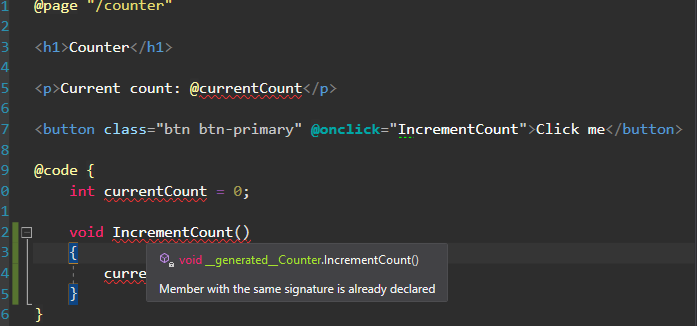 1 @page "/counter"
2
3 <h1>Counter</h1>
4
5 <p>Current count: @currentCount</p>
6
7 <button class="btn btn-primary" @onclick="IncrementCount">Click me</button>
8
9 @code {
0 int currentCount = 0;
1
2 void IncrementCount()
3 {
4 curre
5 }
6 }
void __generated__Counter.IncrementCount()
Member with the same signature is already declared